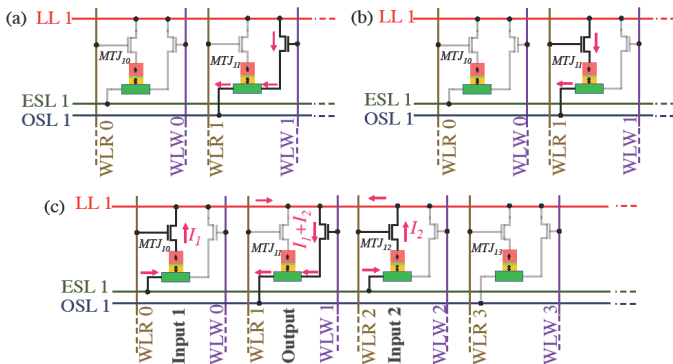 (a)
LL 1
MTJ10
MTJ11
ESL 1
OSL 1
WLR 0
WLW 0
WLR 1
WLW 1
(b)
LL 1
MTJ10
MTJ11
ESL 1
OSL 1
WLR 0
WLW 0
WLR 1
WLW 1
(c)
LL 1
MTJ10
I1
MTJ11
I1+I2
MTJ12
I2
MTJ13
ESL 1
OSL 1
WLR 0
Input 1
WLW 0
WLR 1
Output
WLW 1
WLR 2
Input 2
WLW 2
WLR 3
WLW 3